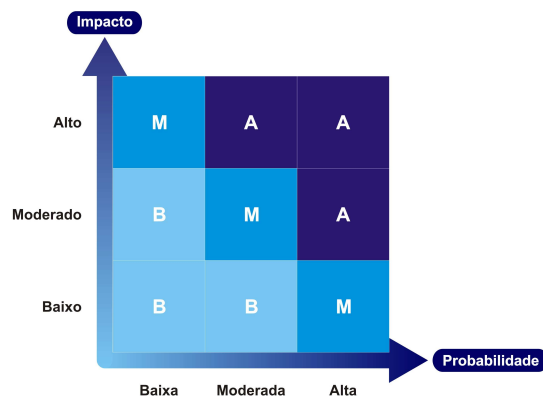 Impacto
Alto M A A
Moderado B M A
Baixo B B M
Probabilidade
Baixa Moderada Alta